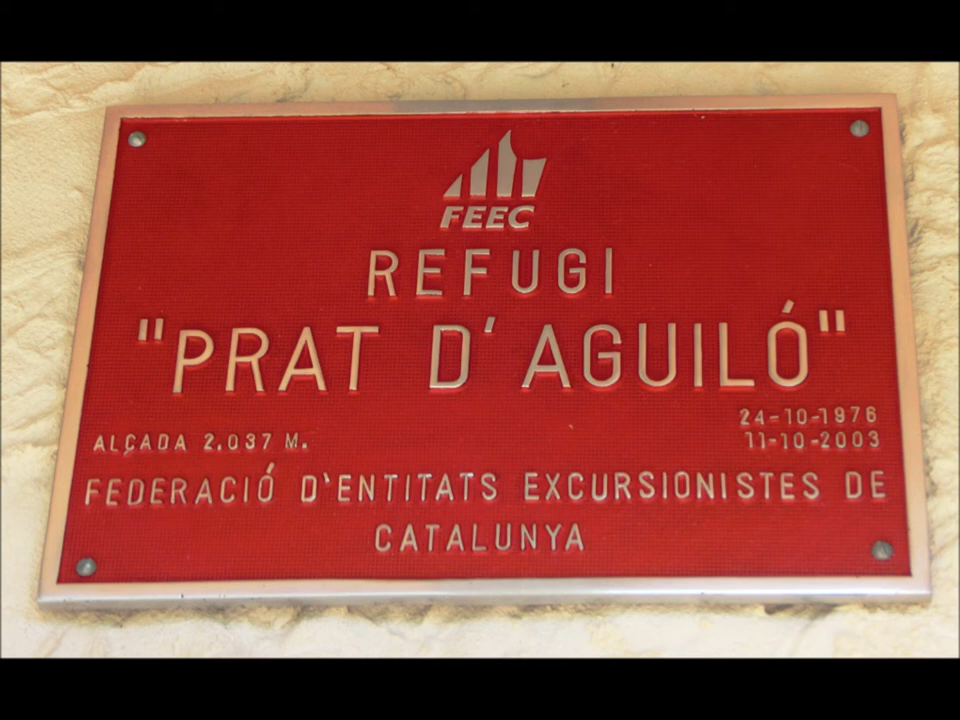 FEEC
REFUGI
"PRAT D'AGUILÓ"
24-10-1976
ALÇADA 2.037 M.
11-10-2003
FEDERACIÓ D'ENTITATS EXCURSIONISTES DE
CATALUNYA